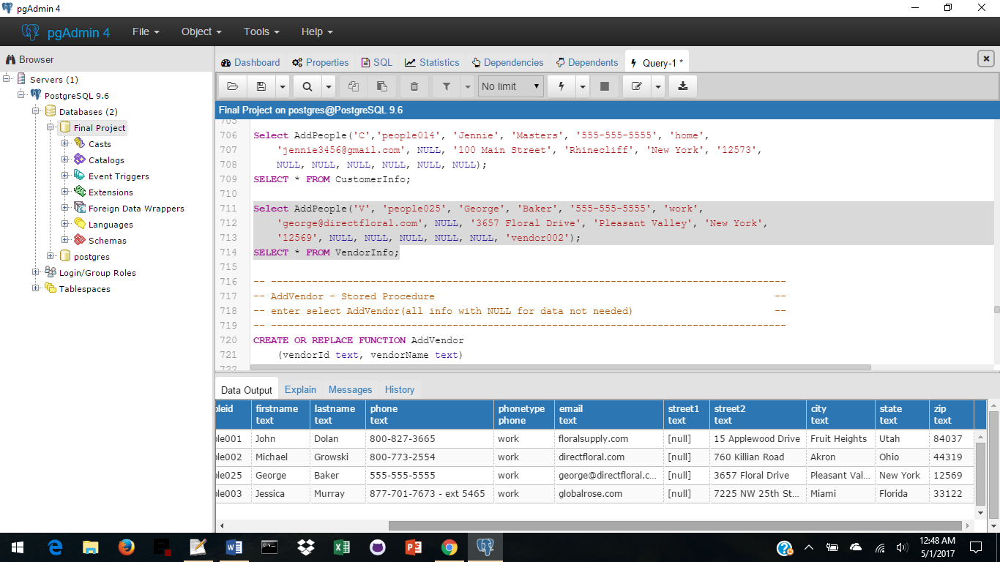 pgAdmin 4
pgAdmin 4 File Object Tools Help
Browser
Servers (1)
PostgreSQL 9.6
Databases (2)
Final Project
Casts
Catalogs
Event Triggers
Extensions
Foreign Data Wrappers
Languages
Schemas
postgres
Login/Group Roles
Tablespaces
Dashboard Properties SQL Statistics Dependencies Dependents Query-1 *
No limit
Final Project on postgres@PostgreSQL 9.6
705
706 Select AddPeople('C','people014', 'Jennie', 'Masters', '555-555-5555', 'home',
707 'jennie3456@gmail.com', NULL, '100 Main Street', 'Rhinecliff', 'New York', '12573',
708 NULL, NULL, NULL, NULL, NULL, NULL);
709 SELECT * FROM CustomerInfo;
710
711 Select AddPeople('V', 'people025', 'George', 'Baker', '555-555-5555', 'work',
712 'george@directfloral.com', NULL, '3657 Floral Drive', 'Pleasant Valley', 'New York',
713 '12569', NULL, NULL, NULL, NULL, NULL, 'vendor002');
714 SELECT * FROM VendorInfo;
715
716 -- ----------------------------------------------------------------------------------------
717 -- AddVendor - Stored Procedure --
718 -- enter select AddVendor(all info with NULL for data not needed) --
719 -- ----------------------------------------------------------------------------------------
720 CREATE OR REPLACE FUNCTION AddVendor
721 (vendorId text, vendorName text)
722
Data Output Explain Messages History
pleid firstname lastname phone phonetype email street1 street2 city state zip
text text text phone text text text text text text
ple001 John Dolan 800-827-3665 work floralsupply.com [null] 15 Applewood Drive Fruit Heights Utah 84037
ple002 Michael Growski 800-773-2554 work directfloral.com [null] 760 Killian Road Akron Ohio 44319
ple025 George Baker 555-555-5555 work george@directfloral.c... [null] 3657 Floral Drive Pleasant Val... New York 12569
ple003 Jessica Murray 877-701-7673 - ext 5465 work globalrose.com [null] 7225 NW 25th St... Miami Florida 33122
12:48 AM
5/1/2017